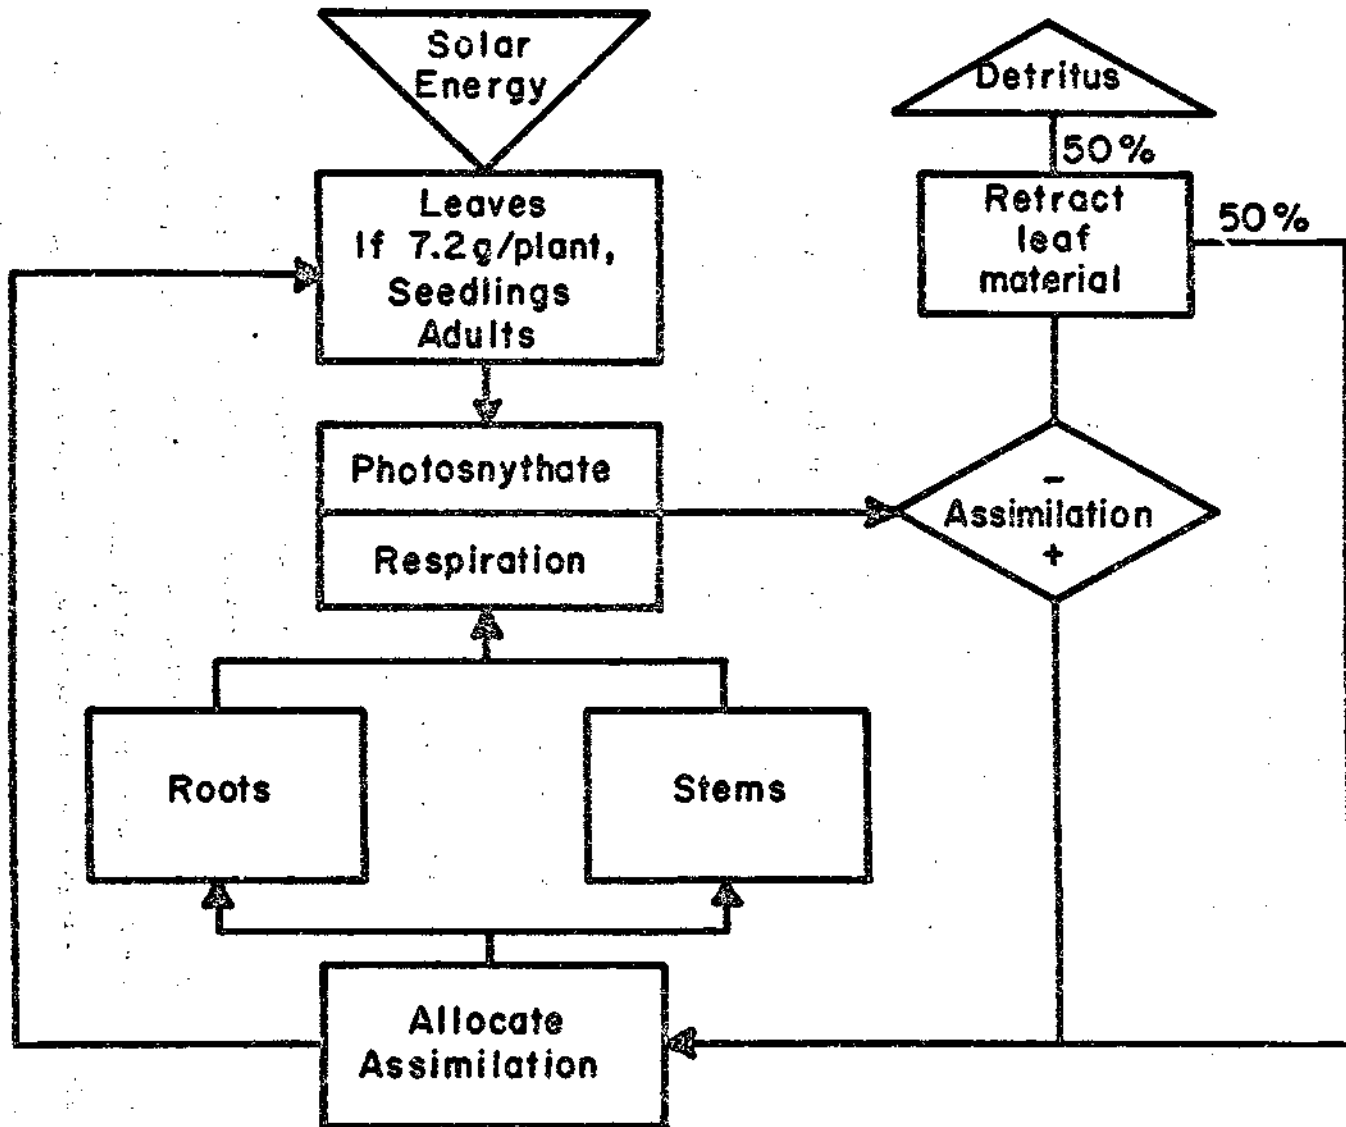 Solar
Energy
Leaves
If 7.2g/plant,
Seedlings
Adults
Photosnythate
Respiration
Roots
Stems
Allocate
Assimilation
Detritus
50%
Retract
leaf
material
50%
-
Assimilation
+